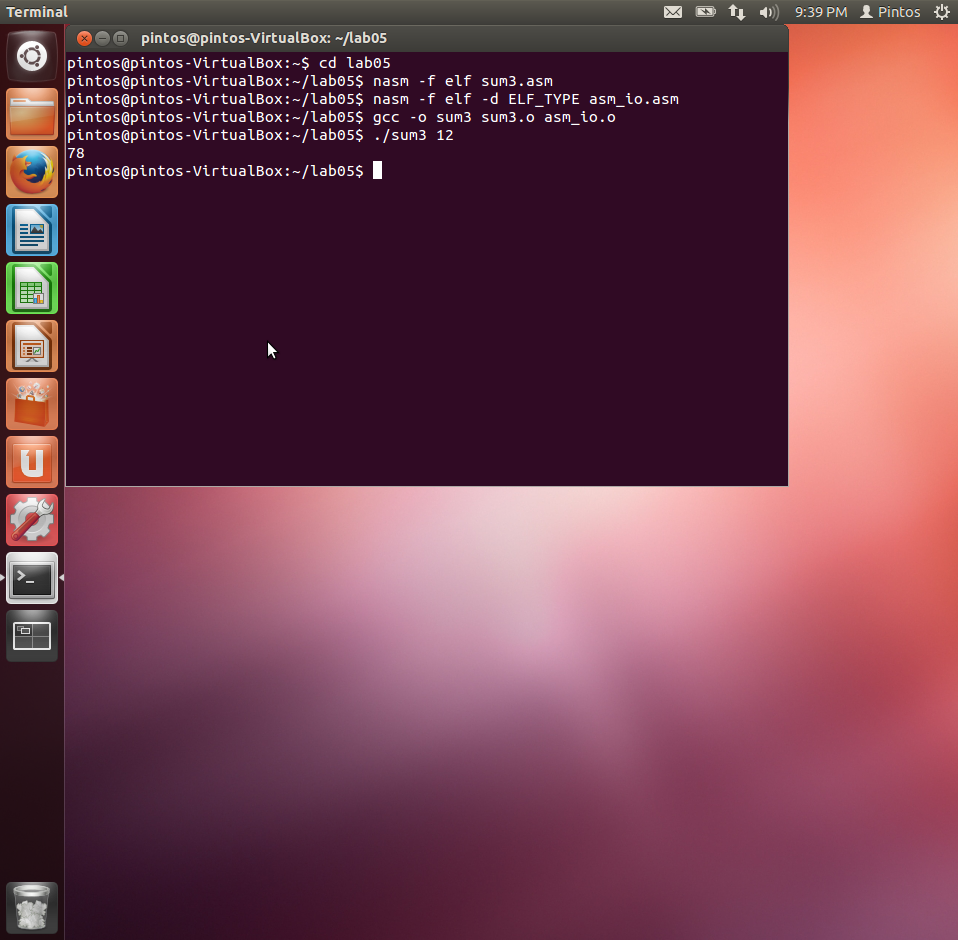 Terminal
9:39 PM
Pintos
pintos@pintos-VirtualBox: ~/lab05
pintos@pintos-VirtualBox:~$ cd lab05
pintos@pintos-VirtualBox:~/lab05$ nasm -f elf sum3.asm
pintos@pintos-VirtualBox:~/lab05$ nasm -f elf -d ELF_TYPE asm_io.asm
pintos@pintos-VirtualBox:~/lab05$ gcc -o sum3 sum3.o asm_io.o
pintos@pintos-VirtualBox:~/lab05$ ./sum3 12
78
pintos@pintos-VirtualBox:~/lab05$